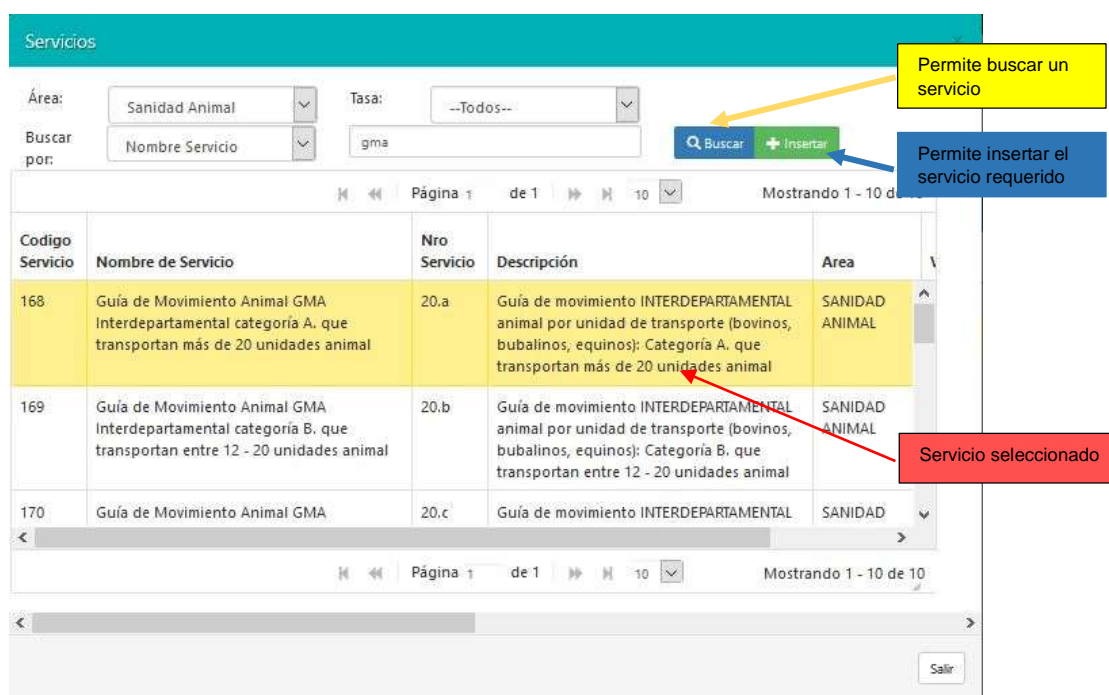 Servicios
Permite buscar un
servicio
Área:
Sanidad Animal
Tasa:
--Todos--
Buscar
por:
Nombre Servicio
gma
Buscar
Insertar
Permite insertar el
servicio requerido
Página 1 de 1 10 Mostrando 1 - 10 de
Codigo
Servicio
Nombre de Servicio
Nro
Servicio
Descripción
Area
168
Guía de Movimiento Animal GMA
Interdepartamental categoría A. que
transportan más de 20 unidades animal
20.a
Guía de movimiento INTERDEPARTAMENTAL
animal por unidad de transporte (bovinos,
bubalinos, equinos): Categoría A. que
transportan más de 20 unidades animal
SANIDAD
ANIMAL
169
Guía de Movimiento Animal GMA
Interdepartamental categoría B. que
transportan entre 12 - 20 unidades animal
20.b
Guía de movimiento INTERDEPARTAMENTAL
animal por unidad de transporte (bovinos,
bubalinos, equinos): Categoría B. que
transportan entre 12 - 20 unidades animal
SANIDAD
ANIMAL
Servicio seleccionado
170
Guía de Movimiento Animal GMA
20.c
Guía de movimiento INTERDEPARTAMENTAL
SANIDAD
Página 1 de 1 10 Mostrando 1 - 10 de 10
Salir